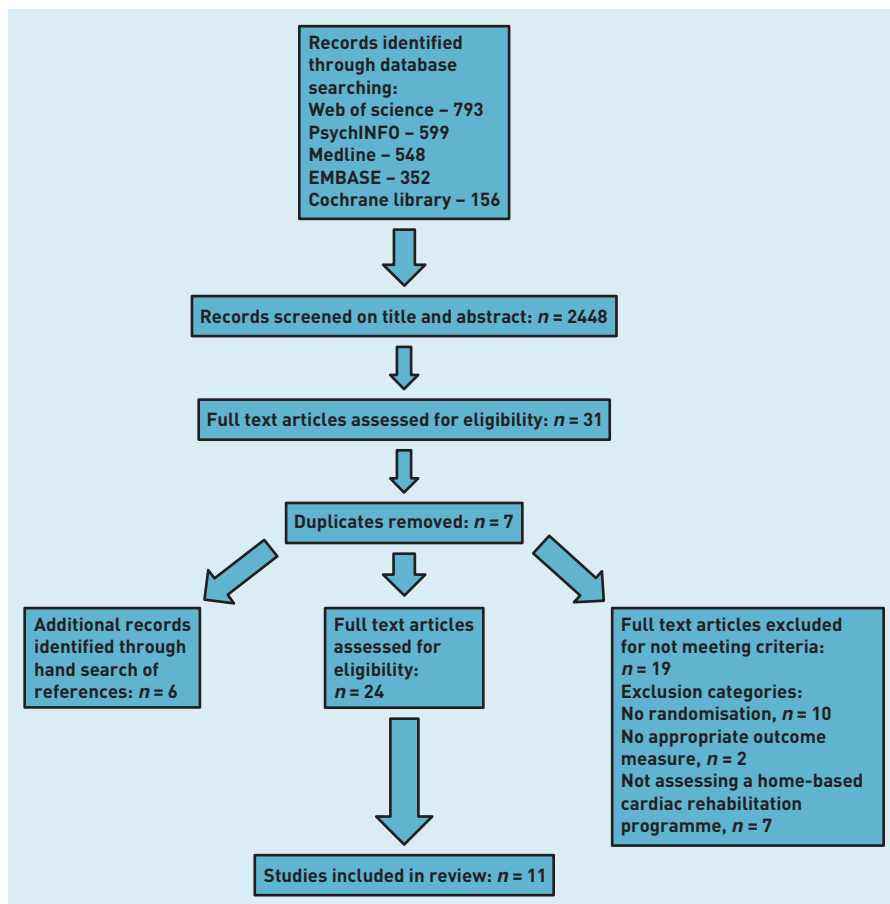 Records identified
through database
searching:
Web of science – 793
PsychINFO – 599
Medline – 548
EMBASE – 352
Cochrane library – 156
Records screened on title and abstract: n = 2448
Full text articles assessed for eligibility: n = 31
Duplicates removed: n = 7
Additional records
identified through
hand search of
references: n = 6
Full text articles
assessed for
eligibility:
n = 24
Full text articles excluded
for not meeting criteria:
n = 19
Exclusion categories:
No randomisation, n = 10
No appropriate outcome
measure, n = 2
Not assessing a home-based
cardiac rehabilitation
programme, n = 7
Studies included in review: n = 11